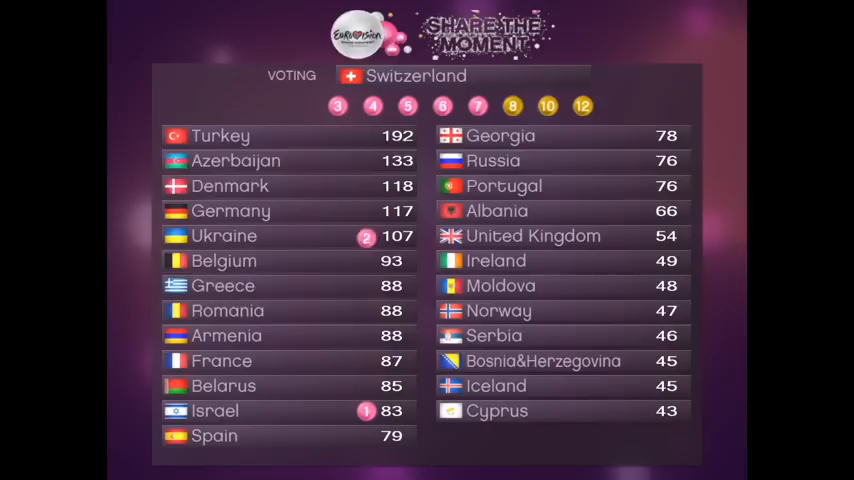 EUROVISION
SHARE THE
MOMENT
VOTING Switzerland
3 4 5 6 7 8 10 12
Turkey 192
Azerbaijan 133
Denmark 118
Germany 117
Ukraine 2 107
Belgium 93
Greece 88
Romania 88
Armenia 88
France 87
Belarus 85
Israel 1 83
Spain 79
Georgia 78
Russia 76
Portugal 76
Albania 66
United Kingdom 54
Ireland 49
Moldova 48
Norway 47
Serbia 46
Bosnia&Herzegovina 45
Iceland 45
Cyprus 43